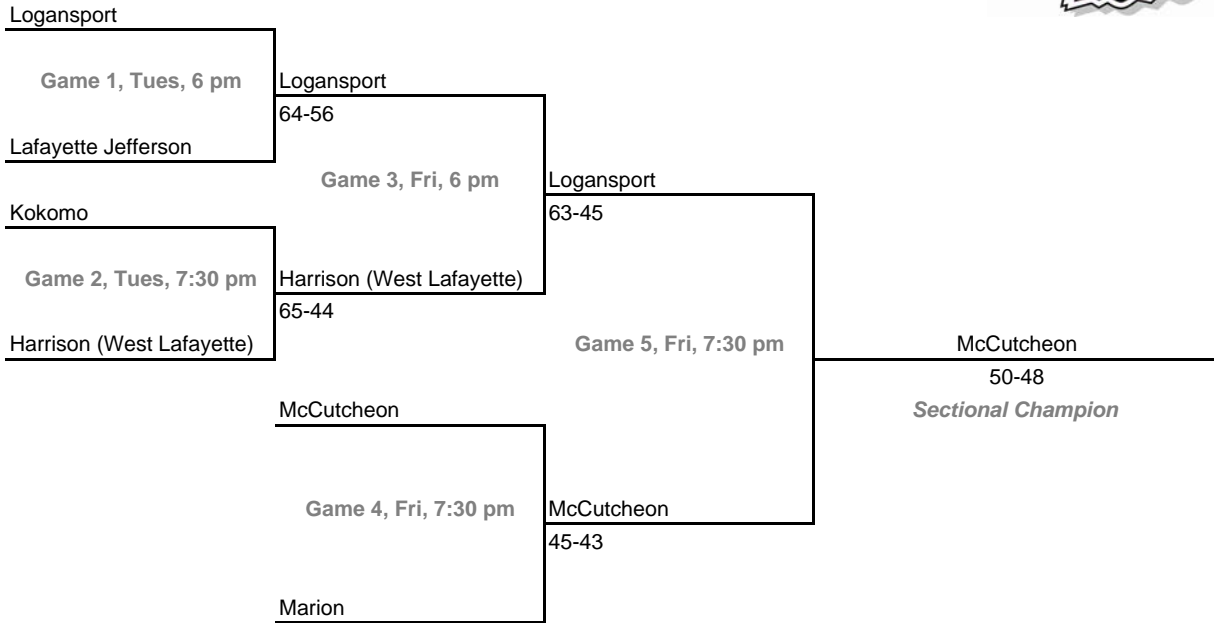 Logansport
Game 1, Tues, 6 pm
Logansport
64-56
Lafayette Jefferson
Game 3, Fri, 6 pm
Logansport
Kokomo
63-45
Game 2, Tues, 7:30 pm
Harrison (West Lafayette)
65-44
Harrison (West Lafayette)
Game 5, Fri, 7:30 pm
McCutcheon
50-48
McCutcheon
Sectional Champion
Game 4, Fri, 7:30 pm
McCutcheon
45-43
Marion